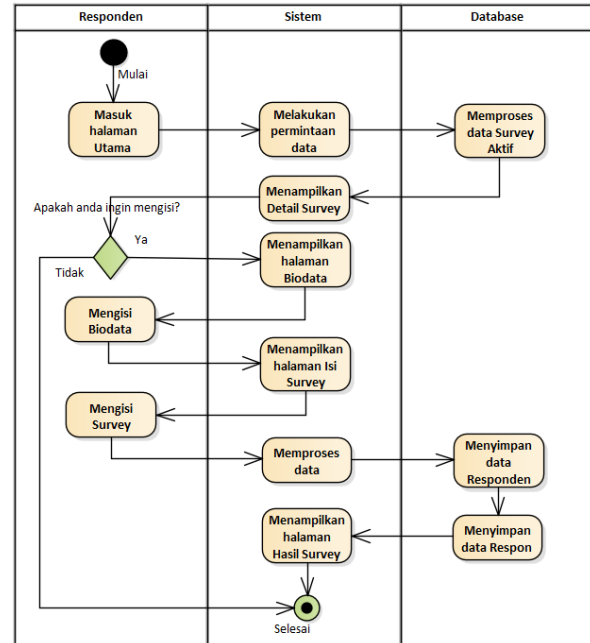 Responden
Sistem
Database
Mulai
Masuk
halaman
Utama
Melakukan
permintaan
data
Memproses
data Survey
Aktif
Menampilkan
Detail Survey
Apakah anda ingin mengisi?
Ya
Tidak
Menampilkan
halaman
Biodata
Mengisi
Biodata
Menampilkan
halaman Isi
Survey
Mengisi
Survey
Memproses
data
Menyimpan
data
Responden
Menyimpan
data Respon
Menampilkan
halaman
Hasil Survey
Selesai